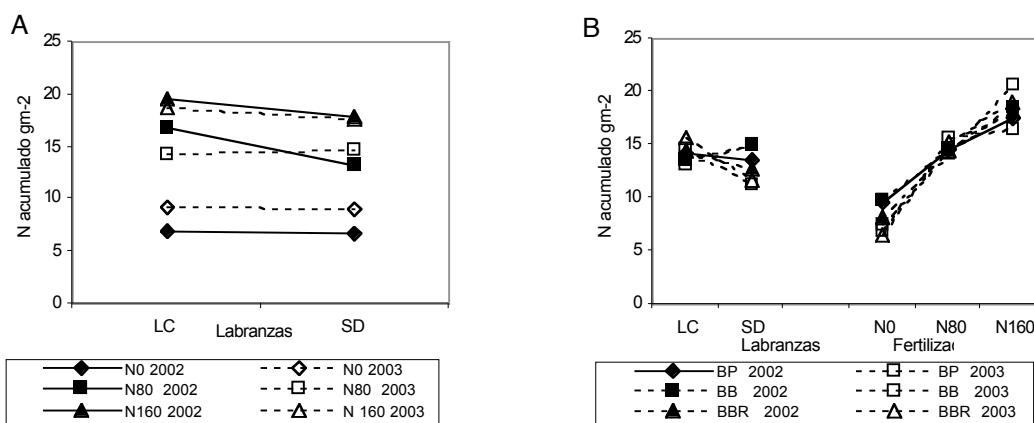 A
N acumulado gm-2
25
20
15
10
5
0
LC
Labranzas
SD
N0 2002
N0 2003
N80 2002
N80 2003
N160 2002
N 160 2003
B
N acumulado gm-2
25
20
15
10
5
0
LC
SD
N0
N80
N160
Labranzas
Fertilizac
BP 2002
BP 2003
BB 2002
BB 2003
BBR 2002
BBR 2003